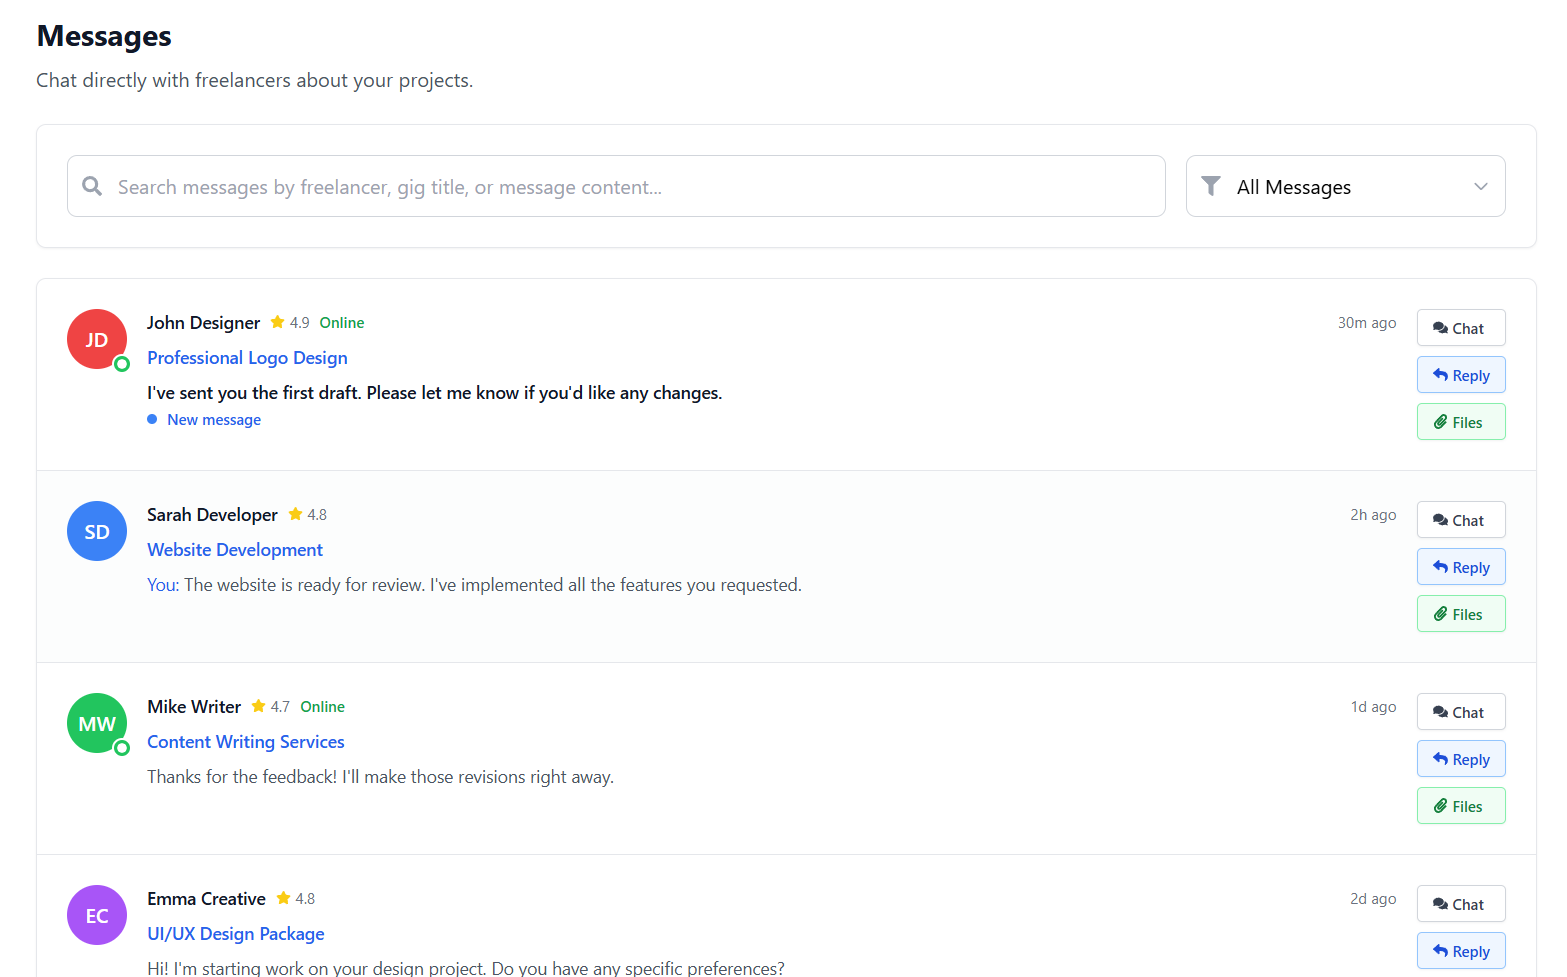 Messages
Chat directly with freelancers about your projects.
Search messages by freelancer, gig title, or message content...
All Messages
JD
John Designer 4.9 Online
30m ago
Chat
Professional Logo Design
Reply
I've sent you the first draft. Please let me know if you'd like any changes.
New message
Files
SD
Sarah Developer 4.8
2h ago
Chat
Website Development
Reply
You: The website is ready for review. I've implemented all the features you requested.
Files
MW
Mike Writer 4.7 Online
1d ago
Chat
Content Writing Services
Reply
Thanks for the feedback! I'll make those revisions right away.
Files
EC
Emma Creative 4.8
2d ago
Chat
UI/UX Design Package
Reply
Hi! I'm starting work on your design project. Do you have any specific preferences?